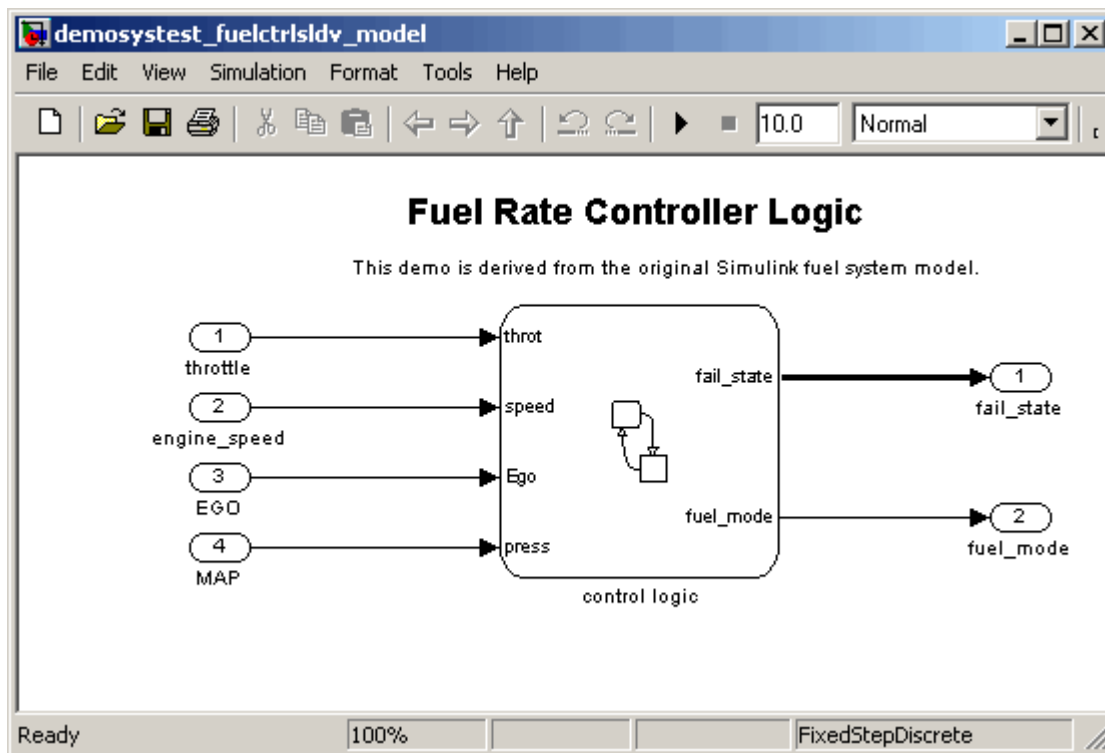 demosystest_fuelctrlsldv_model
File Edit View Simulation Format Tools Help
10.0 Normal
Fuel Rate Controller Logic
This demo is derived from the original Simulink fuel system model.
1 throt
throttle
fail_state 1
fail_state
2 speed
engine_speed
3 Ego
EGO
fuel_mode 2
fuel_mode
4 press
MAP
control logic
Ready 100% FixedStepDiscrete